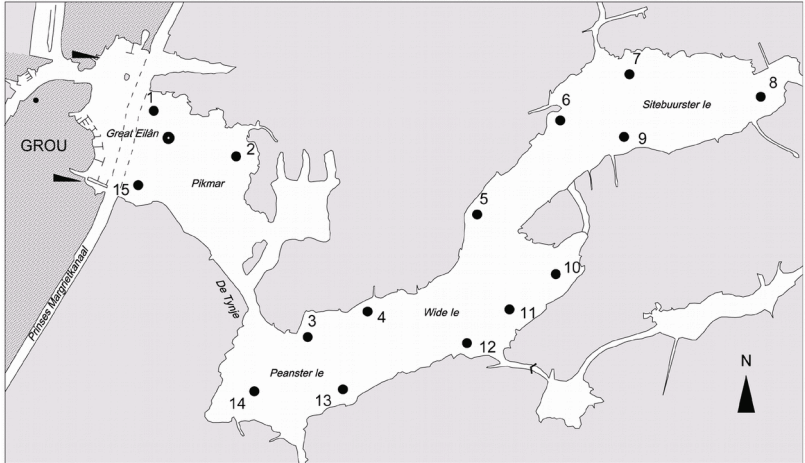 7
8
Sitebuurster Ie
6
1
9
Great Eilân
GROU
2
15
Pikmar
5
Prinses Margrietkanaal
De Tynje
10
3
4
Wide Ie
11
12
N
Peanster Ie
14
13